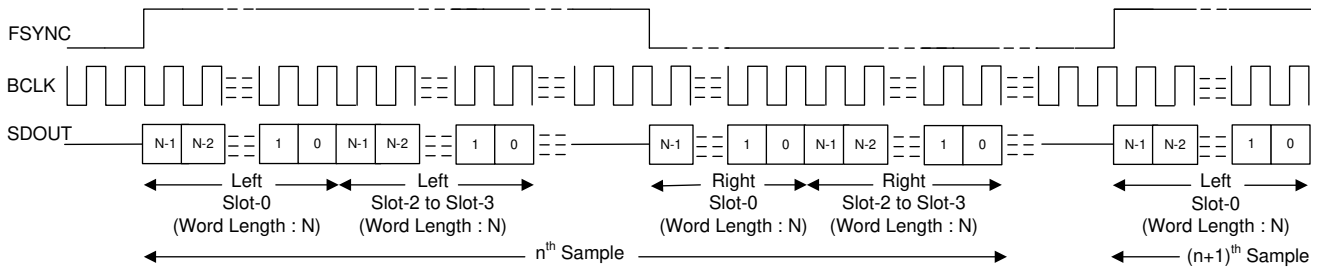 FSYNC
BCLK
SDOUT
N-1 N-2 1 0 N-1 N-2 1 0 N-1 1 0 N-1 N-2 1 0 N-1 N-2 1 0
Left Left Right Right Left
Slot-0 Slot-2 to Slot-3 Slot-0 Slot-2 to Slot-3 Slot-0
(Word Length : N) (Word Length : N) (Word Length : N) (Word Length : N) (Word Length : N)
nth Sample (n+1)th Sample